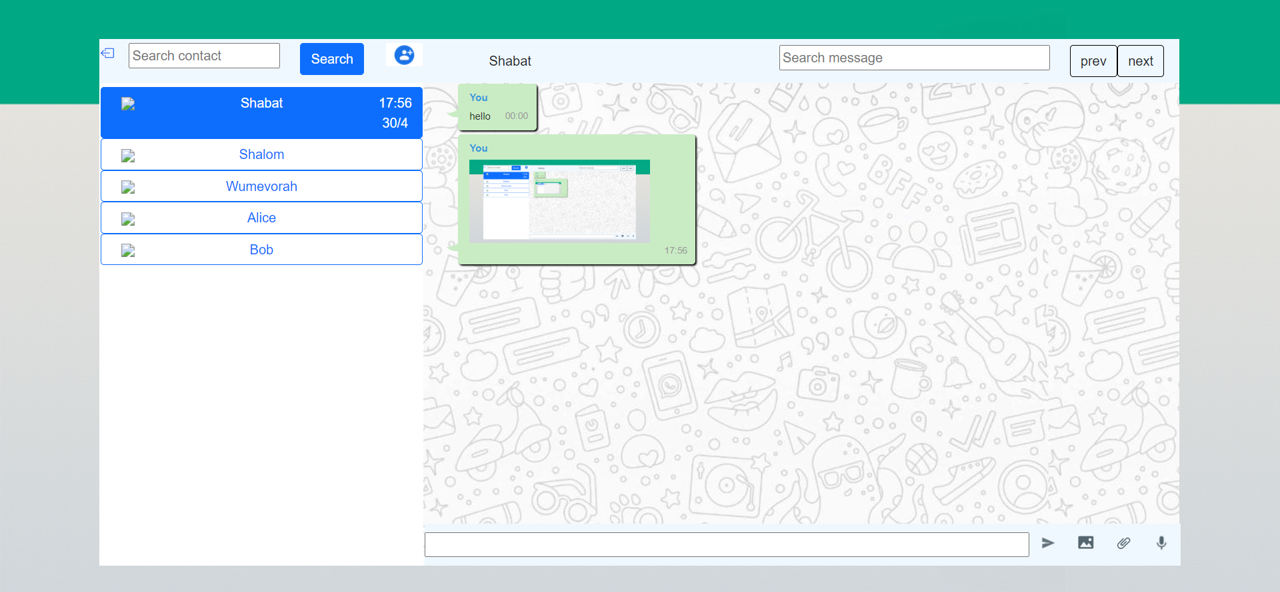 Search contact
Search
Shabat
Search message
prev
next
Shabat
17:56
30/4
Shalom
Wumevorah
Alice
Bob
You
hello
00:00
You
17:56